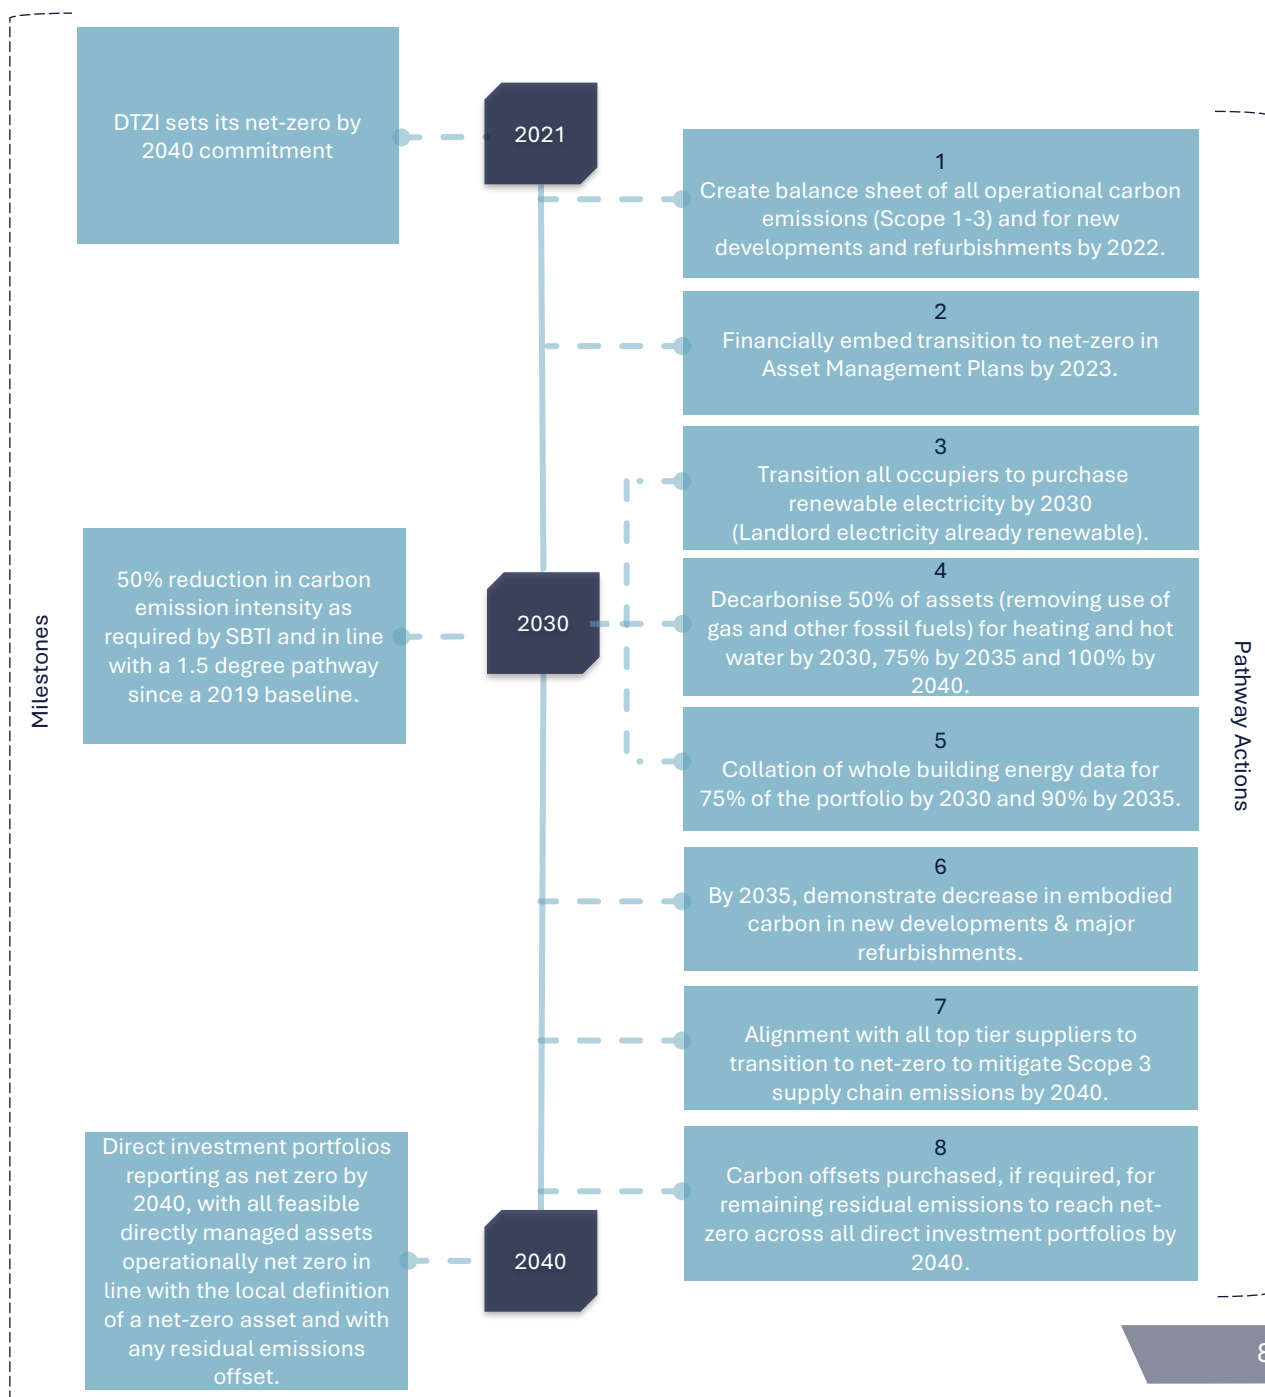 Milestones
DTZI sets its net-zero by
2040 commitment
2021
1
Create balance sheet of all operational carbon
emissions (Scope 1-3) and for new
developments and refurbishments by 2022.
2
Financially embed transition to net-zero in
Asset Management Plans by 2023.
3
Transition all occupiers to purchase
renewable electricity by 2030
(Landlord electricity already renewable).
50% reduction in carbon
emission intensity as
required by SBTI and in line
with a 1.5 degree pathway
since a 2019 baseline.
2030
4
Decarbonise 50% of assets (removing use of
gas and other fossil fuels) for heating and hot
water by 2030, 75% by 2035 and 100% by
2040.
5
Collation of whole building energy data for
75% of the portfolio by 2030 and 90% by 2035.
6
By 2035, demonstrate decrease in embodied
carbon in new developments & major
refurbishments.
7
Alignment with all top tier suppliers to
transition to net-zero to mitigate Scope 3
supply chain emissions by 2040.
8
Carbon offsets purchased, if required, for
remaining residual emissions to reach net-
zero across all direct investment portfolios by
2040.
Direct investment portfolios
reporting as net zero by
2040, with all feasible
directly managed assets
operationally net zero in
line with the local definition
of a net-zero asset and with
any residual emissions
offset.
2040
Pathway Actions
8